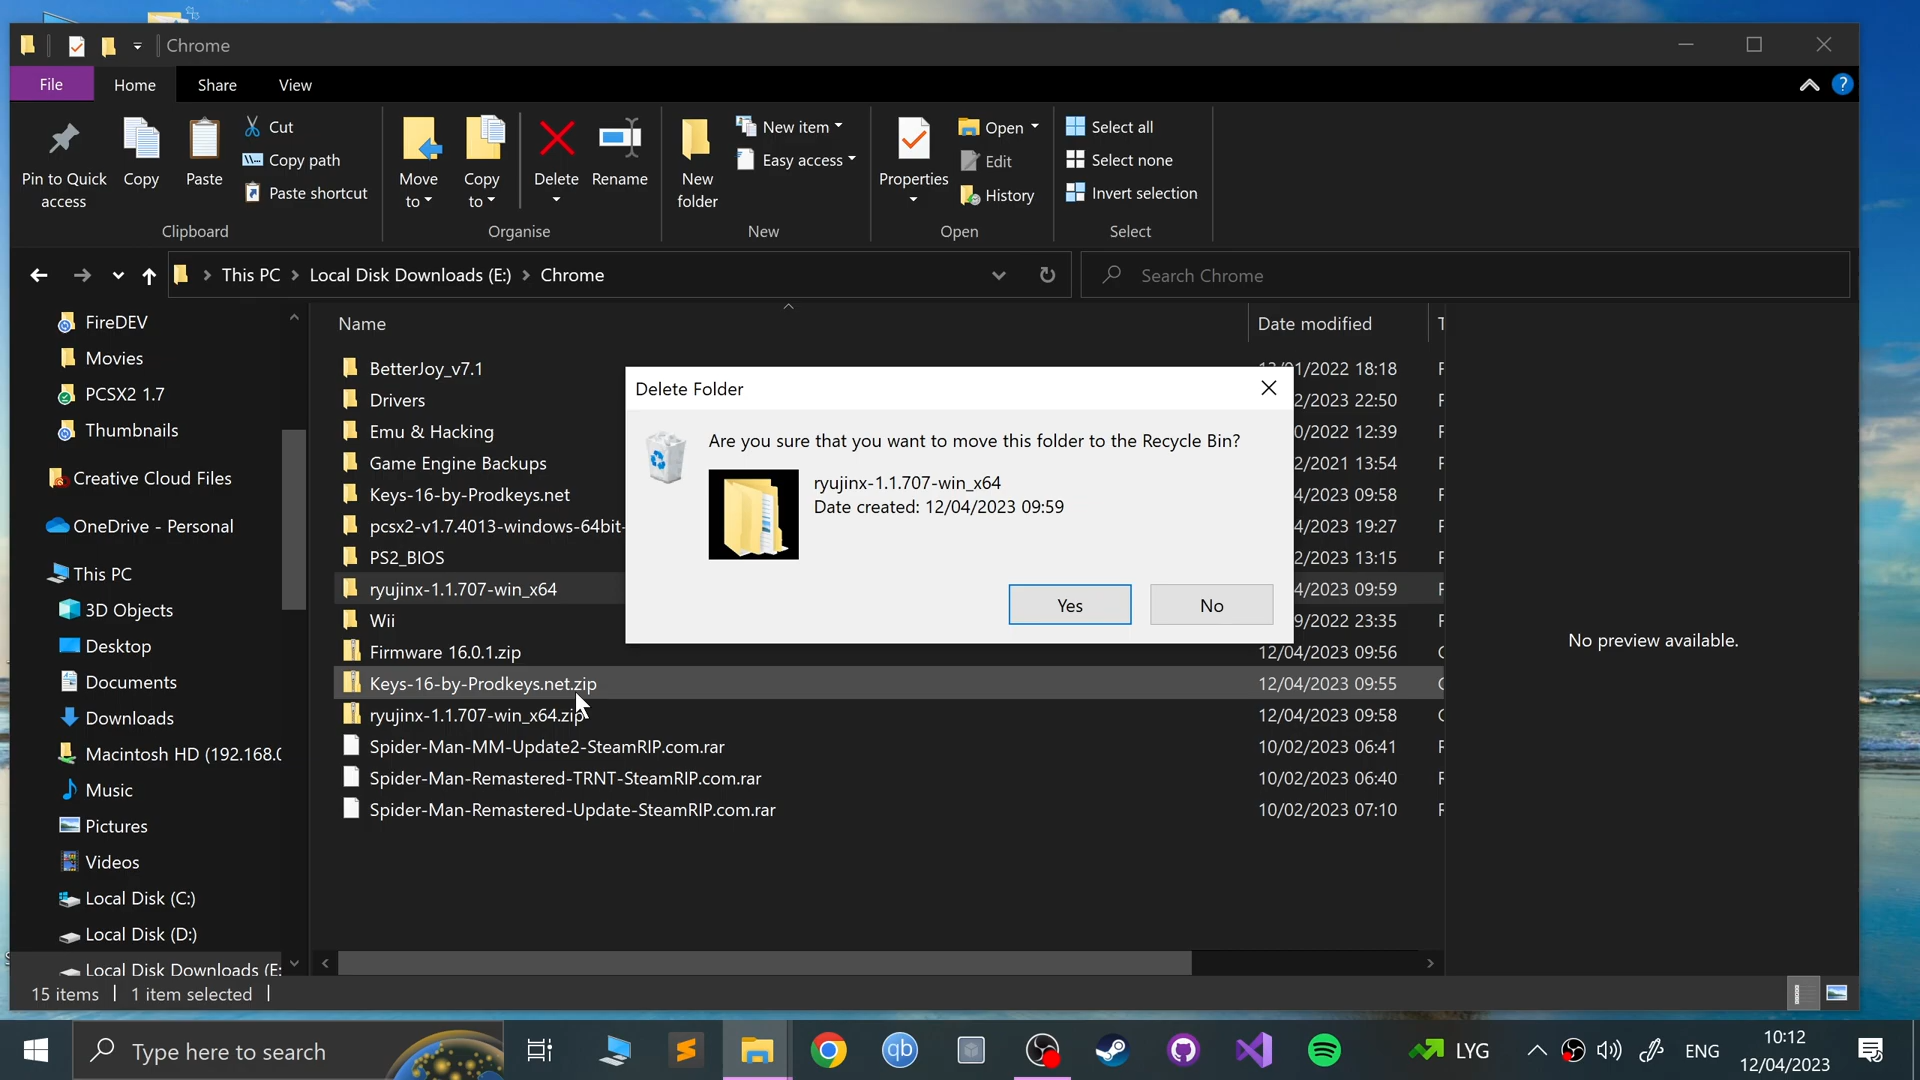 Chrome
File
Home
Share
View
Pin to Quick access
Copy
Paste
Cut
Copy path
Paste shortcut
Clipboard
Move to
Copy to
Delete
Rename
Organise
New folder
New item
Easy access
New
Properties
Open
Edit
History
Open
Select all
Select none
Invert selection
Select
This PC
Local Disk Downloads (E:)
Chrome
Search Chrome
FireDEV
Movies
PCSX2 1.7
Thumbnails
Creative Cloud Files
OneDrive - Personal
This PC
3D Objects
Desktop
Documents
Downloads
Macintosh HD (192.168.0
Music
Pictures
Videos
Local Disk (C:)
Local Disk (D:)
Local Disk Downloads (E:
Name
Date modified
BetterJoy_v7.1
1/2022 18:18
Drivers
2/2023 22:50
Emu & Hacking
0/2022 12:39
Game Engine Backups
2/2021 13:54
Keys-16-by-Prodkeys.net
4/2023 09:58
pcsx2-v1.7.4013-windows-64bit-
4/2023 19:27
PS2_BIOS
2/2023 13:15
ryujinx-1.1.707-win_x64
4/2023 09:59
Wii
9/2022 23:35
Firmware 16.0.1.zip
12/04/2023 09:56
Keys-16-by-Prodkeys.net.zip
12/04/2023 09:55
ryujinx-1.1.707-win_x64.zip
12/04/2023 09:58
Spider-Man-MM-Update2-SteamRIP.com.rar
10/02/2023 06:41
Spider-Man-Remastered-TRNT-SteamRIP.com.rar
10/02/2023 06:40
Spider-Man-Remastered-Update-SteamRIP.com.rar
10/02/2023 07:10
Delete Folder
Are you sure that you want to move this folder to the Recycle Bin?
ryujinx-1.1.707-win_x64
Date created: 12/04/2023 09:59
Yes
No
No preview available.
15 items
1 item selected
Type here to search
qb
LYG
ENG
10:12
12/04/2023